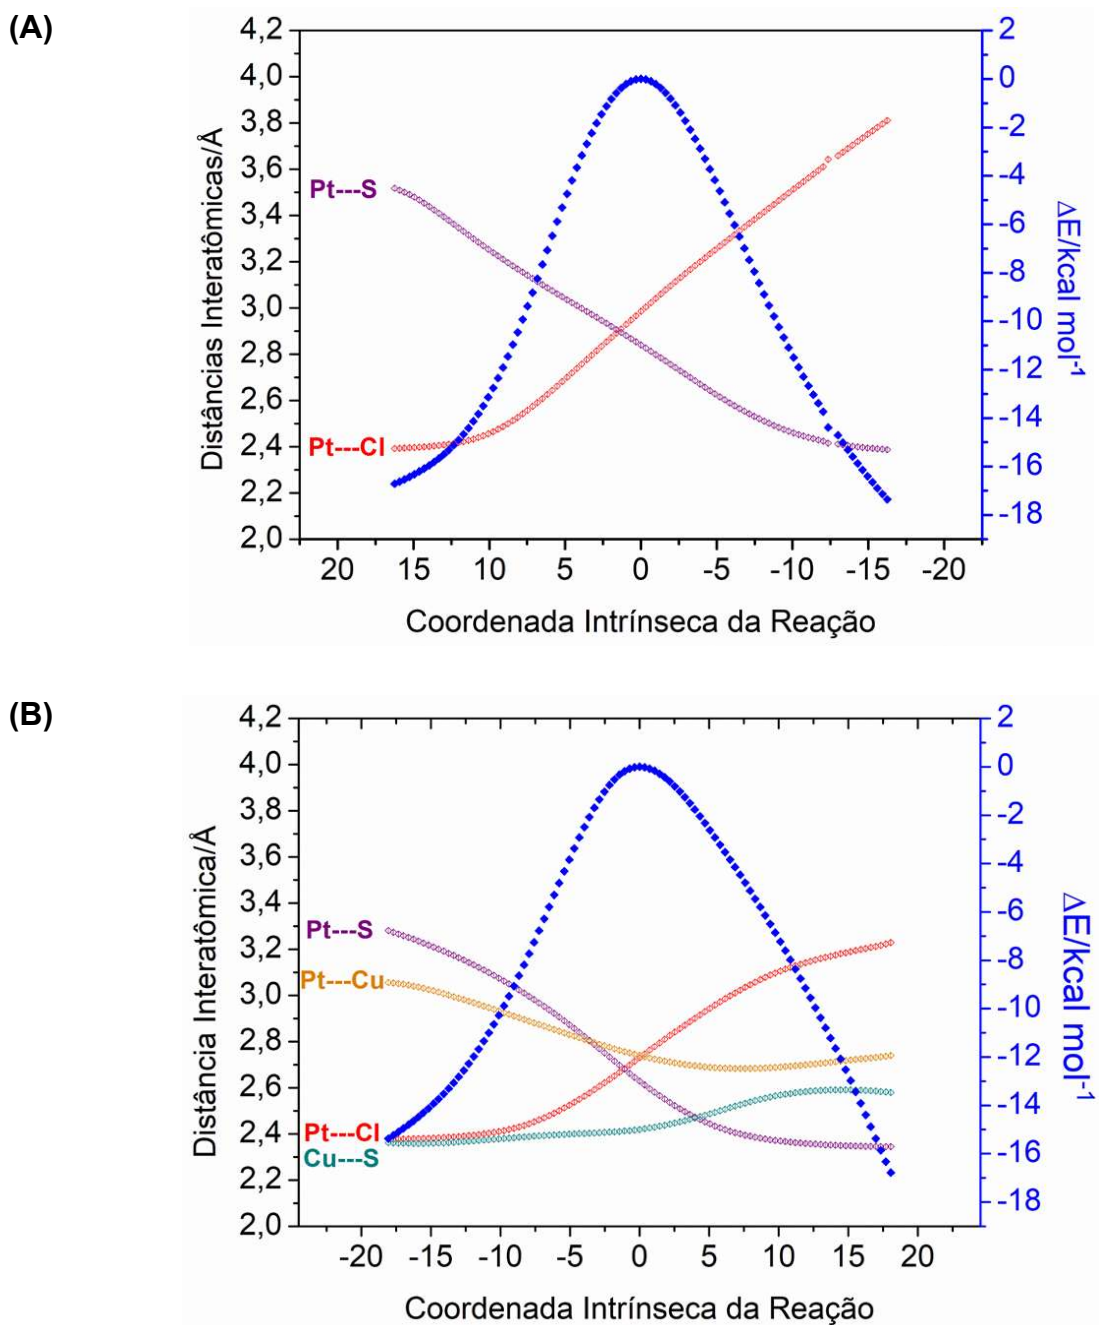 (A)
4,2
4,0
3,8
3,6
3,4
3,2
3,0
2,8
2,6
2,4
2,2
2,0
Distâncias Interatômicas/Å
Pt---S
Pt---Cl
2
0
-2
-4
-6
-8
-10
-12
-14
-16
-18
ΔE/kcal mol⁻¹
20 15 10 5 0 -5 -10 -15 -20
Coordenada Intrínseca da Reação
(B)
4,2
4,0
3,8
3,6
3,4
3,2
3,0
2,8
2,6
2,4
2,2
2,0
Distância Interatômica/Å
Pt---S
Pt---Cu
Pt---Cl
Cu---S
2
0
-2
-4
-6
-8
-10
-12
-14
-16
-18
ΔE/kcal mol⁻¹
-20 -15 -10 -5 0 5 10 15 20
Coordenada Intrínseca da Reação